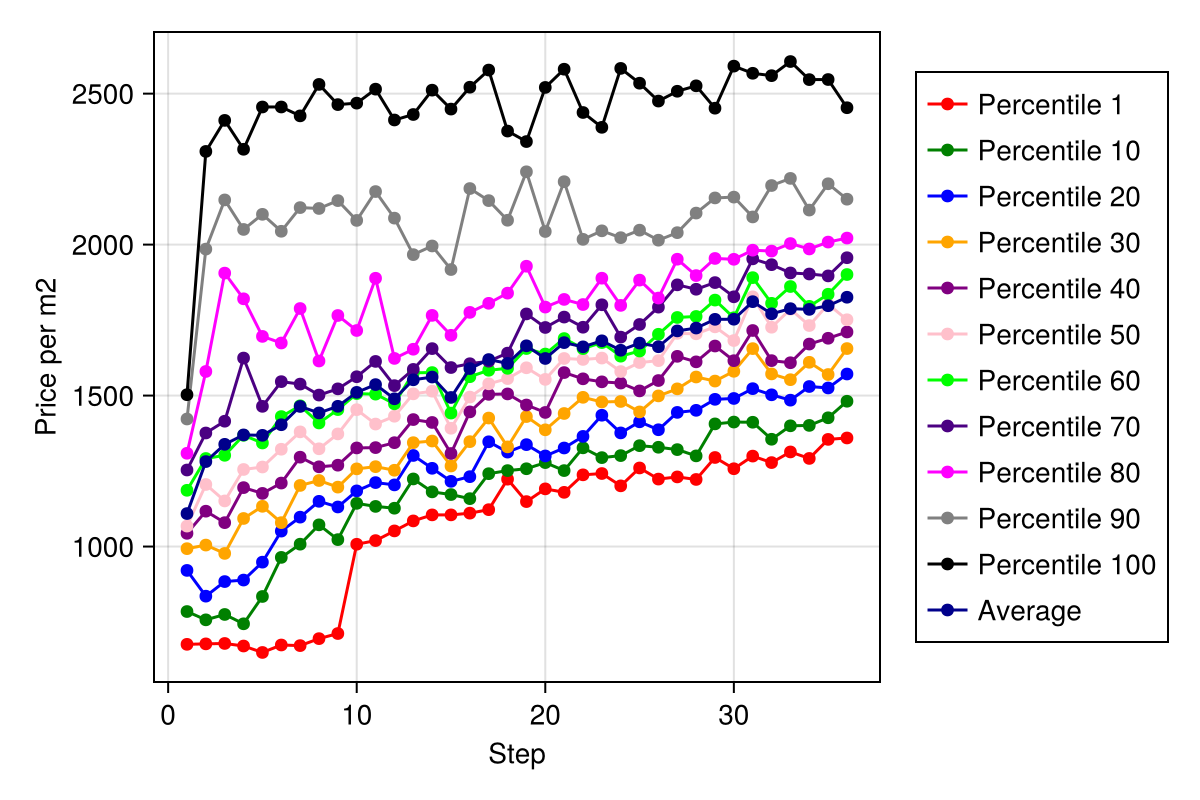 2500
2000
1500
1000
0
10
20
30
Step
Price per m2
Percentile 1
Percentile 10
Percentile 20
Percentile 30
Percentile 40
Percentile 50
Percentile 60
Percentile 70
Percentile 80
Percentile 90
Percentile 100
Average